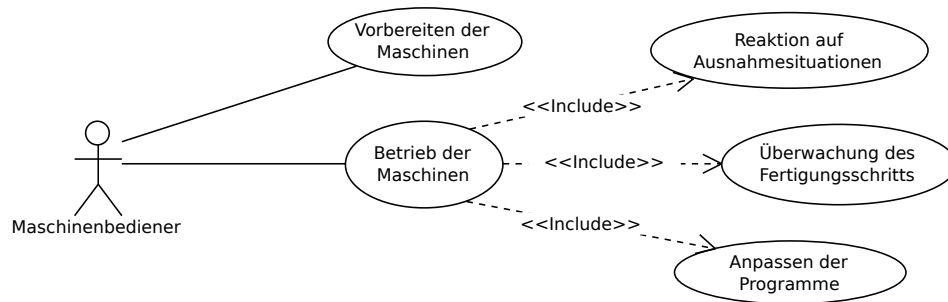 Vorbereiten der
Maschinen
Reaktion auf
Ausnahmesituationen
<<Include>>
Betrieb der
Maschinen
<<Include>>
Überwachung des
Fertigungsschritts
Maschinenbediener
<<Include>>
Anpassen der
Programme